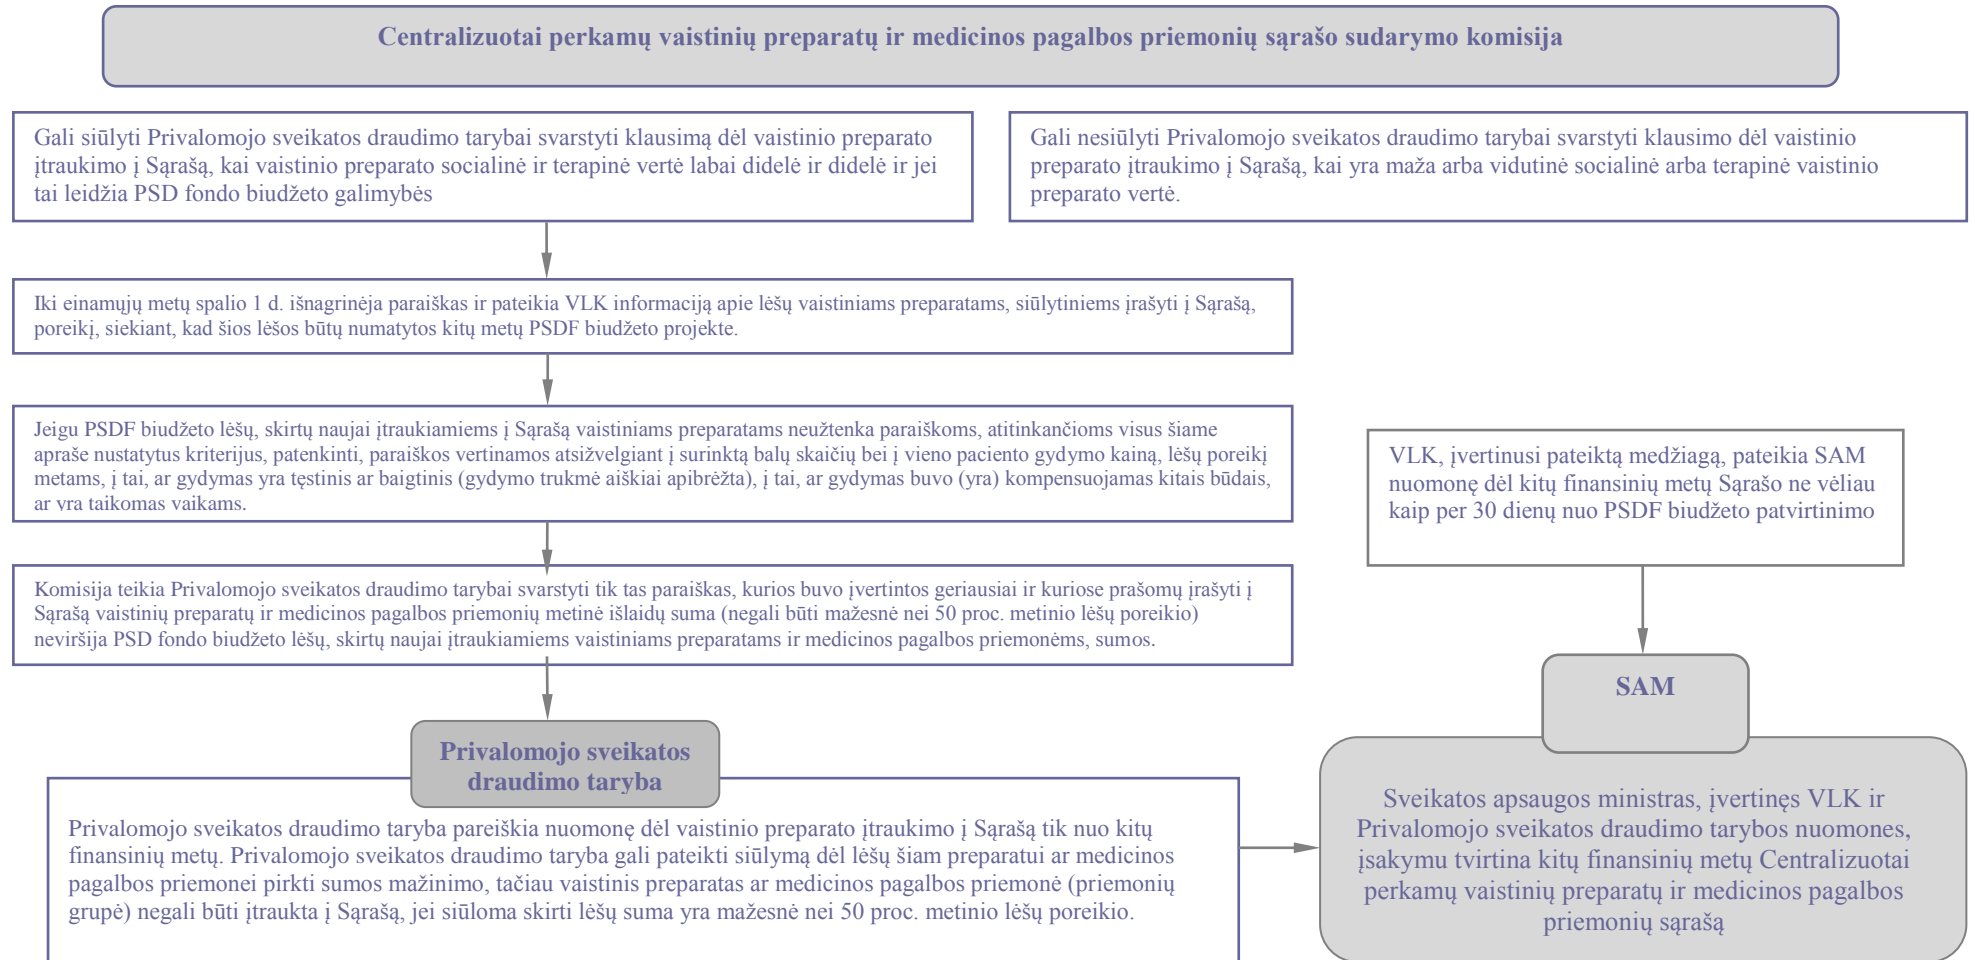 Centralizuotai perkamų vaistinių preparatų ir medicinos pagalbos priemonių sąrašo sudarymo komisija
Gali siūlyti Privalomojo sveikatos draudimo tarybai svarstyti klausimą dėl vaistinio preparato
įtraukimo į Sąrašą, kai vaistinio preparato socialinė ir terapinė vertė labai didelė ir didelė ir jei
tai leidžia PSD fondo biudžeto galimybės
Gali nesiūlyti Privalomojo sveikatos draudimo tarybai svarstyti klausimo dėl vaistinio
preparato įtraukimo į Sąrašą, kai yra maža arba vidutinė socialinė arba terapinė vaistinio
preparato vertė.
Iki einamųjų metų spalio 1 d. išnagrinėja paraiškas ir pateikia VLK informaciją apie lėšų vaistiniams preparatams, siūlytiniems įrašyti į Sąrašą,
poreikį, siekiant, kad šios lėšos būtų numatytos kitų metų PSDF biudžeto projekte.
Jeigu PSDF biudžeto lėšų, skirtų naujai įtraukiamiems į Sąrašą vaistiniams preparatams neužtenka paraiškoms, atitinkančioms visus šiame
apraše nustatytus kriterijus, patenkinti, paraiškos vertinamos atsižvelgiant į surinktą balų skaičių bei į vieno paciento gydymo kainą, lėšų poreikį
metams, į tai, ar gydymas yra tęstinis ar baigtinis (gydymo trukmė aiškiai apibrėžta), į tai, ar gydymas buvo (yra) kompensuojamas kitais būdais,
ar yra taikomas vaikams.
VLK, įvertinusi pateiktą medžiagą, pateikia SAM
nuomonę dėl kitų finansinių metų Sąrašo ne vėliau
kaip per 30 dienų nuo PSDF biudžeto patvirtinimo
Komisija teikia Privalomojo sveikatos draudimo tarybai svarstyti tik tas paraiškas, kurios buvo įvertintos geriausiai ir kuriose prašomų įrašyti į
Sąrašą vaistinių preparatų ir medicinos pagalbos priemonių metinė išlaidų suma (negali būti mažesnė nei 50 proc. metinio lėšų poreikio)
neviršija PSD fondo biudžeto lėšų, skirtų naujai įtraukiamiems vaistiniams preparatams ir medicinos pagalbos priemonėms, sumos.
Privalomojo sveikatos
draudimo taryba
Privalomojo sveikatos draudimo taryba pareiškia nuomonę dėl vaistinio preparato įtraukimo į Sąrašą tik nuo kitų
finansinių metų. Privalomojo sveikatos draudimo taryba gali pateikti siūlymą dėl lėšų šiam preparatui ar medicinos
pagalbos priemonei pirkti sumos mažinimo, tačiau vaistinis preparatas ar medicinos pagalbos priemonė (priemonių
grupė) negali būti įtraukta į Sąrašą, jei siūloma skirti lėšų suma yra mažesnė nei 50 proc. metinio lėšų poreikio.
SAM
Sveikatos apsaugos ministras, įvertinęs VLK ir
Privalomojo sveikatos draudimo tarybos nuomones,
įsakymu tvirtina kitų finansinių metų Centralizuotai
perkamų vaistinių preparatų ir medicinos pagalbos
priemonių sąrašą